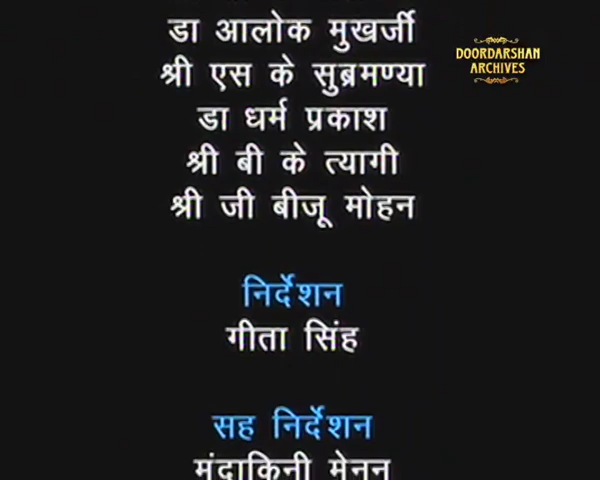 डा आलोक मुखर्जी
श्री एस के सुब्रमण्या
डा धर्म प्रकाश
श्री बी के त्यागी
श्री जी बीजू मोहन
निर्देशन
गीता सिंह
सह निर्देशन
मंदाकिनी मेनन
DOORDARSHAN
ARCHIVES